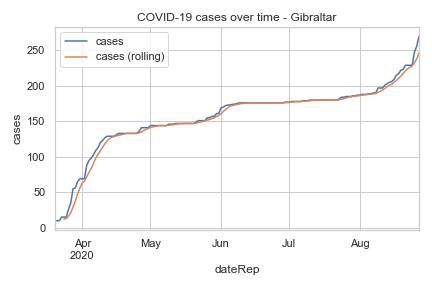 COVID-19 cases over time - Gibraltar
cases
cases (rolling)
250
200
150
100
50
0
cases
Apr
2020
May
Jun
Jul
Aug
dateRep